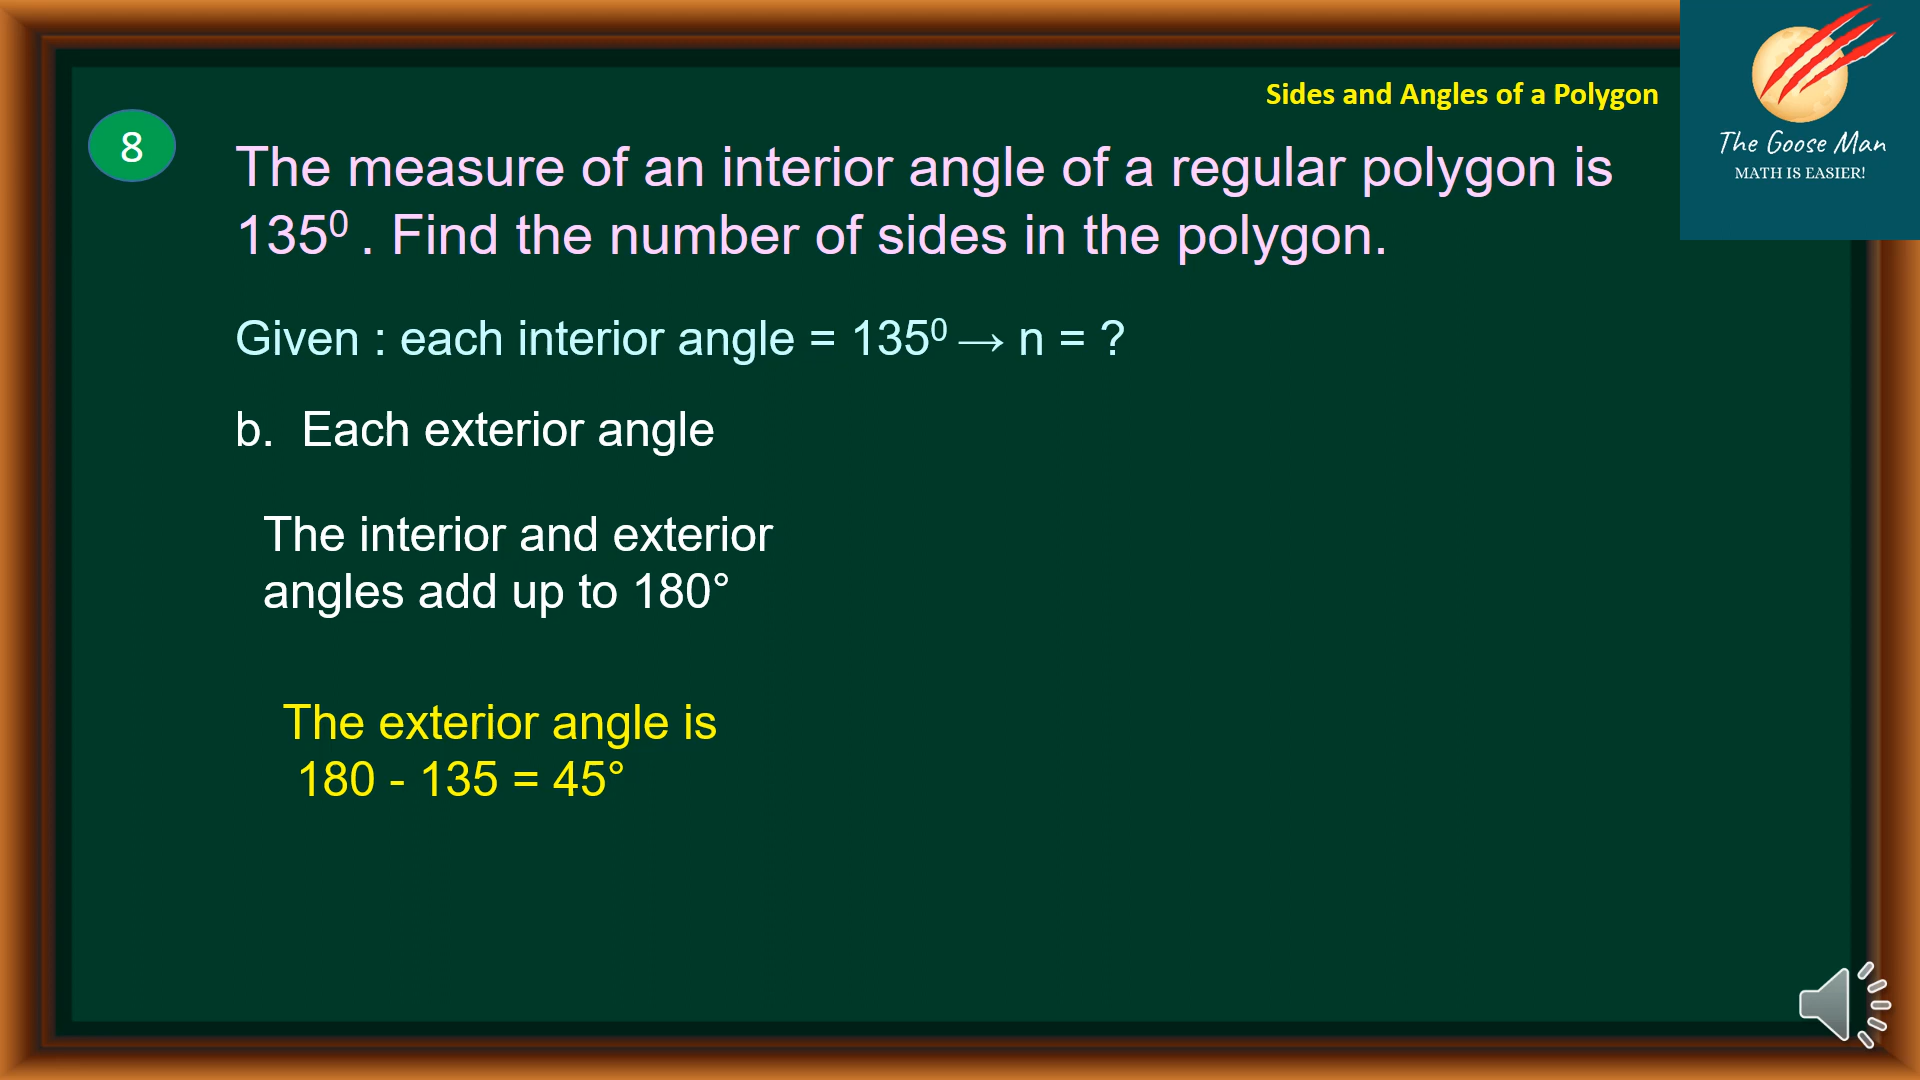 Sides and Angles of a Polygon
The Goose Man
MATH IS EASIER!
8
The measure of an interior angle of a regular polygon is
135⁰ . Find the number of sides in the polygon.
Given : each interior angle = 135⁰ → n = ?
b. Each exterior angle
The interior and exterior
angles add up to 180°
The exterior angle is
180 - 135 = 45°